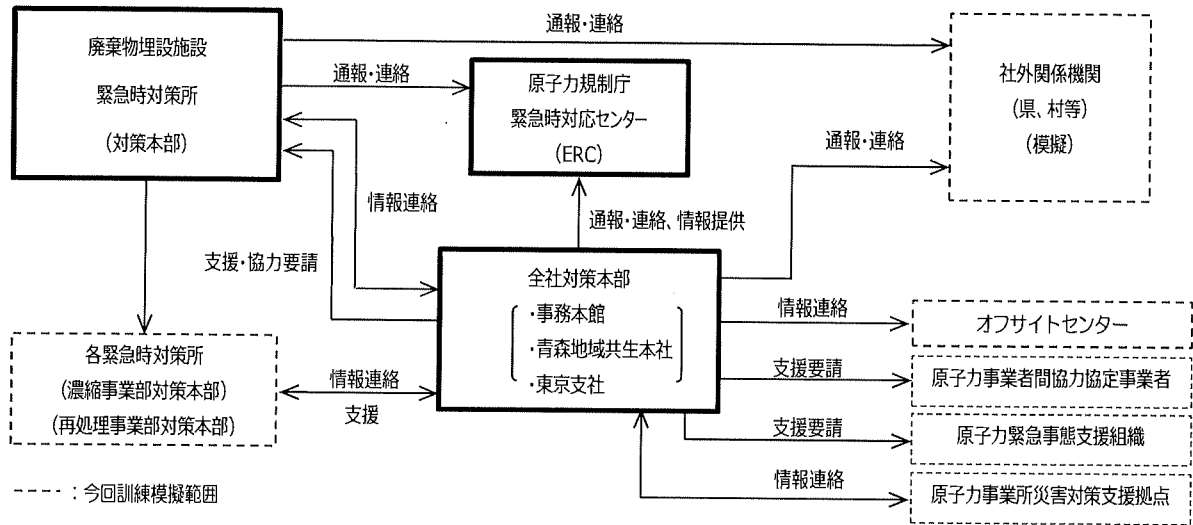 通報・連絡
廃棄物埋設施設
緊急時対策所
(対策本部)
通報・連絡
原子力規制庁
緊急時対応センター
(ERC)
社外関係機関
(県、村等)
(模擬)
通報・連絡
情報連絡
通報・連絡、情報提供
支援・協力要請
全社対策本部
・事務本館
・青森地域共生本社
・東京支社
情報連絡
オフサイトセンター
支援要請
原子力事業者間協力協定事業者
支援要請
原子力緊急事態支援組織
情報連絡
原子力事業所災害対策支援拠点
各緊急時対策所
(濃縮事業部対策本部)
(再処理事業部対策本部)
情報連絡
支援
----- :今回訓練模擬範囲